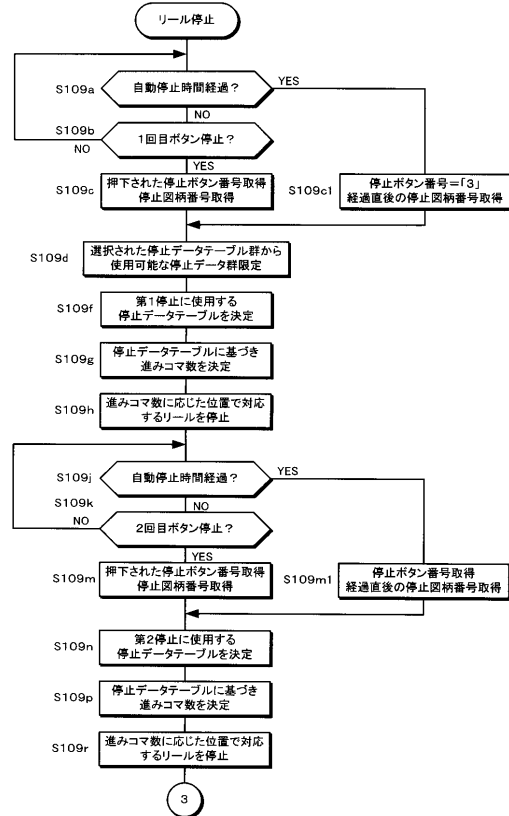 リール停止
S109a
自動停止時間経過?
YES
NO
S109b
NO
1回目ボタン停止?
YES
S109c
押下された停止ボタン番号取得
停止図柄番号取得
S109c1
停止ボタン番号=「3」
経過直後の停止図柄番号取得
S109d
選択された停止データテーブル群から
使用可能な停止データ群限定
S109f
第1停止に使用する
停止データテーブルを決定
S109g
停止データテーブルに基づき
進みコマ数を決定
S109h
進みコマ数に応じた位置で対応
するリールを停止
S109j
自動停止時間経過?
YES
NO
S109k
NO
2回目ボタン停止?
YES
S109m
押下された停止ボタン番号取得
停止図柄番号取得
S109m1
停止ボタン番号取得
経過直後の停止図柄番号取得
S109n
第2停止に使用する
停止データテーブルを決定
S109p
停止データテーブルに基づき
進みコマ数を決定
S109r
進みコマ数に応じた位置で対応
するリールを停止
3